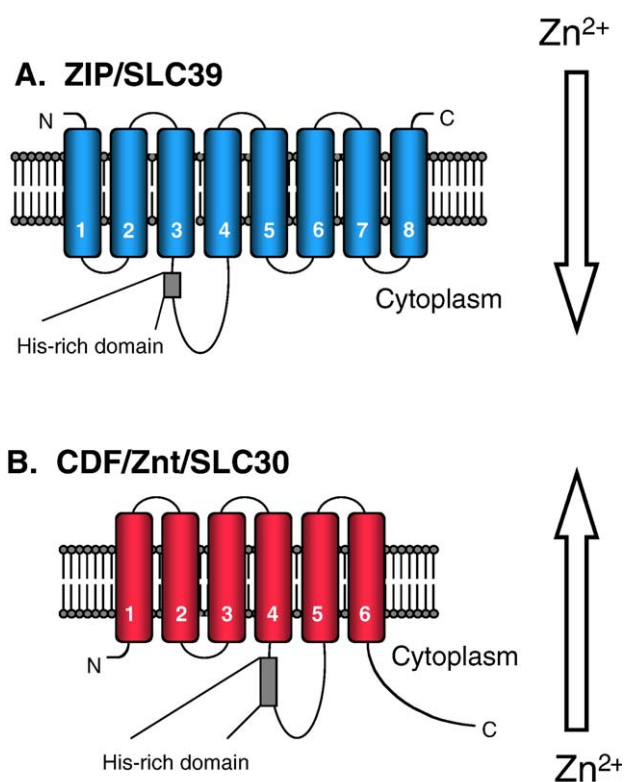 Zn²⁺
A. ZIP/SLC39
N
C
1 2 3 4 5 6 7 8
Cytoplasm
His-rich domain
B. CDF/Znt/SLC30
1 2 3 4 5 6
N
Cytoplasm
C
His-rich domain
Zn²⁺